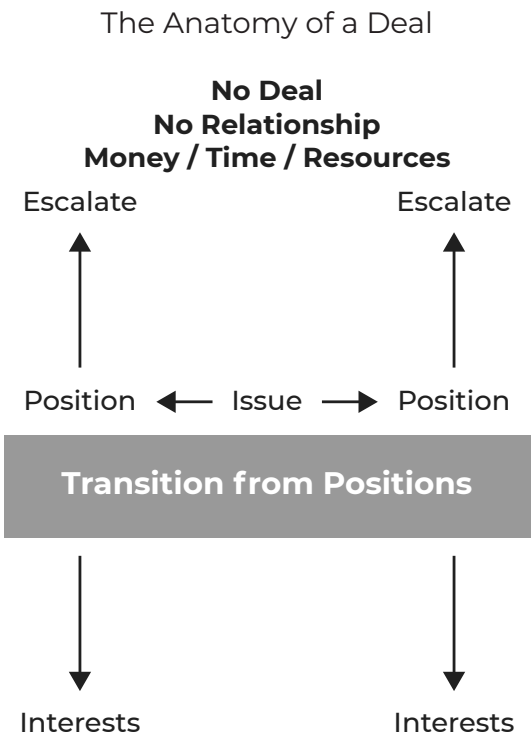 The Anatomy of a Deal
No Deal
No Relationship
Money / Time / Resources
Escalate Escalate
Position Issue Position
Transition from Positions
Interests Interests